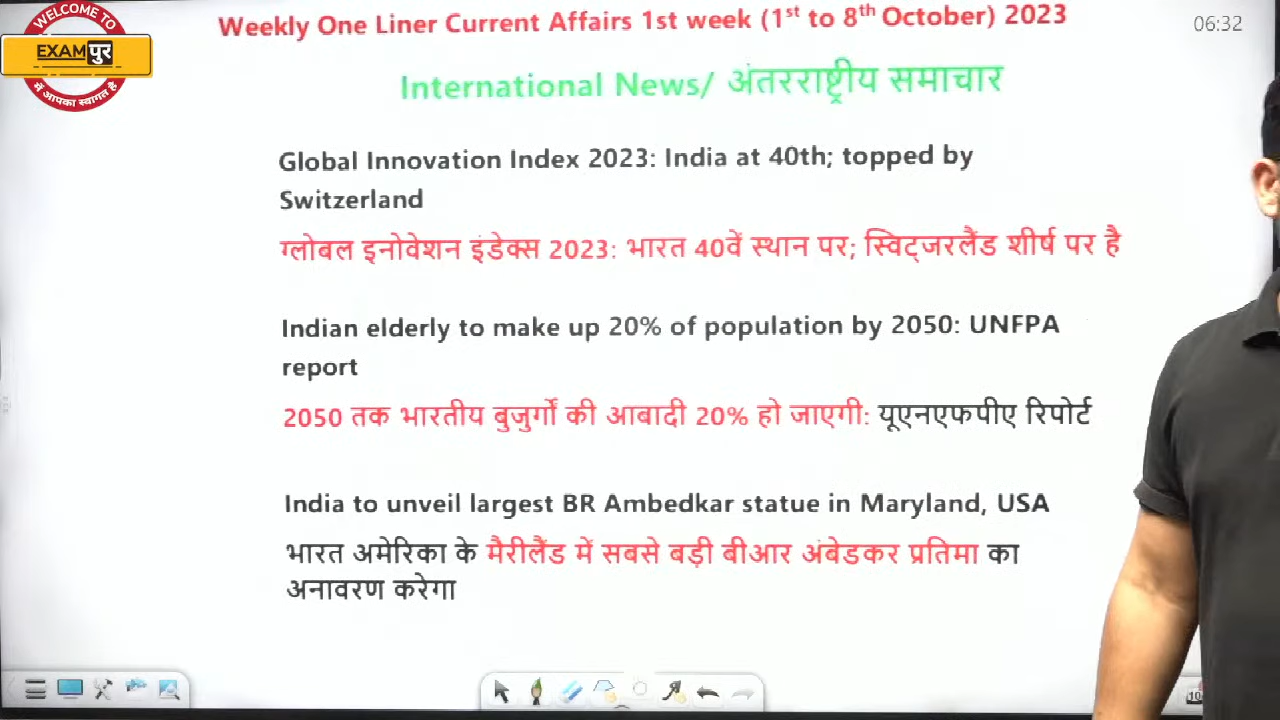 WELCOME TO
EXAMपुर
में आपका स्वागत है
Weekly One Liner Current Affairs 1st week (1st to 8th October) 2023
06:32
International News/ अंतरराष्ट्रीय समाचार
Global Innovation Index 2023: India at 40th; topped by
Switzerland
ग्लोबल इनोवेशन इंडेक्स 2023: भारत 40वें स्थान पर; स्विट्जरलैंड शीर्ष पर है
Indian elderly to make up 20% of population by 2050: UNFPA
report
2050 तक भारतीय बुजुर्गों की आबादी 20% हो जाएगी: यूएनएफपीए रिपोर्ट
India to unveil largest BR Ambedkar statue in Maryland, USA
भारत अमेरिका के मैरीलैंड में सबसे बड़ी बीआर अंबेडकर प्रतिमा का
अनावरण करेगा